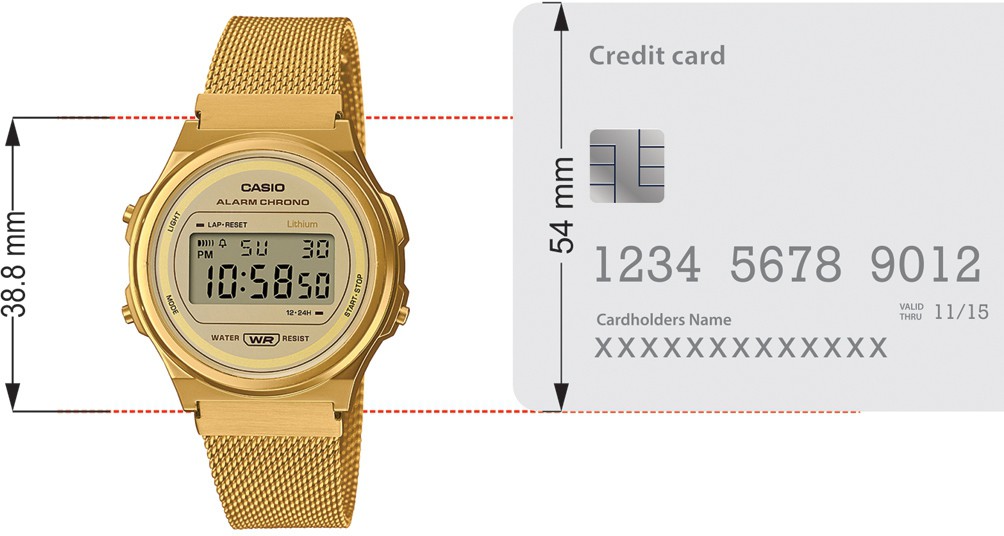 38.8 mm
CASIO
ALARM CHRONO
LIGHT
LAP•RESET
Lithium
SU 30
PM
10:58 50
MODE
START•STOP
12•24H
WATER WR RESIST
54 mm
Credit card
1234 5678 9012
VALID
THRU 11/15
Cardholders Name
XXXXXXXXXXXXX